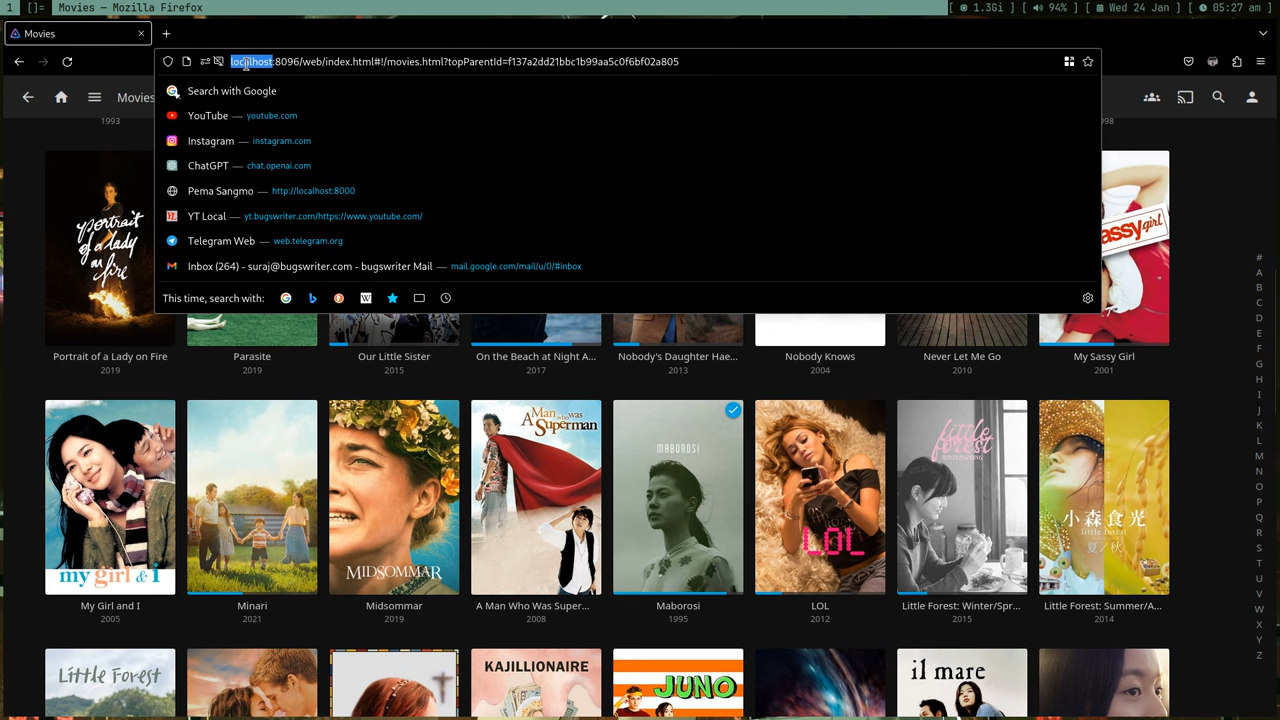 1 []= Movies — Mozilla Firefox [ 1.3Gi ] [ 94% ] [ Wed 24 Jan ] [ 05:27 am ]
Movies
localhost:8096/web/index.html#!/movies.html?topParentId=f137a2dd21bbc1b99aa5c0f6bf02a805
Movies
Search with Google
YouTube — youtube.com
Instagram — instagram.com
ChatGPT — chat.openai.com
Pema Sangmo — http://localhost:8000
YT Local — yt.bugswriter.com/https://www.youtube.com/
Telegram Web — web.telegram.org
Inbox (264) - suraj@bugswriter.com - bugswriter Mail — mail.google.com/mail/u/0/#inbox
This time, search with:
1993
98
portrait of a lady on fire
assy girl
Portrait of a Lady on Fire
2019
Parasite
2019
Our Little Sister
2015
On the Beach at Night A...
2017
Nobody's Daughter Hae...
2013
Nobody Knows
2004
Never Let Me Go
2010
My Sassy Girl
2001
my girl & i
MIDSOMMAR
A Man who was Superman
MABOROSI
LOL
little forest
小森食光
little forest
夏／秋
My Girl and I
2005
Minari
2021
Midsommar
2019
A Man Who Was Super...
2008
Maborosi
1995
LOL
2012
Little Forest: Winter/Spr...
2015
Little Forest: Summer/A...
2014
Little Forest
KAJILLIONAIRE
JUNO
il mare
#
A
B
C
D
E
F
G
H
I
J
K
L
M
N
O
P
Q
R
S
T
U
V
W
X
Y
Z